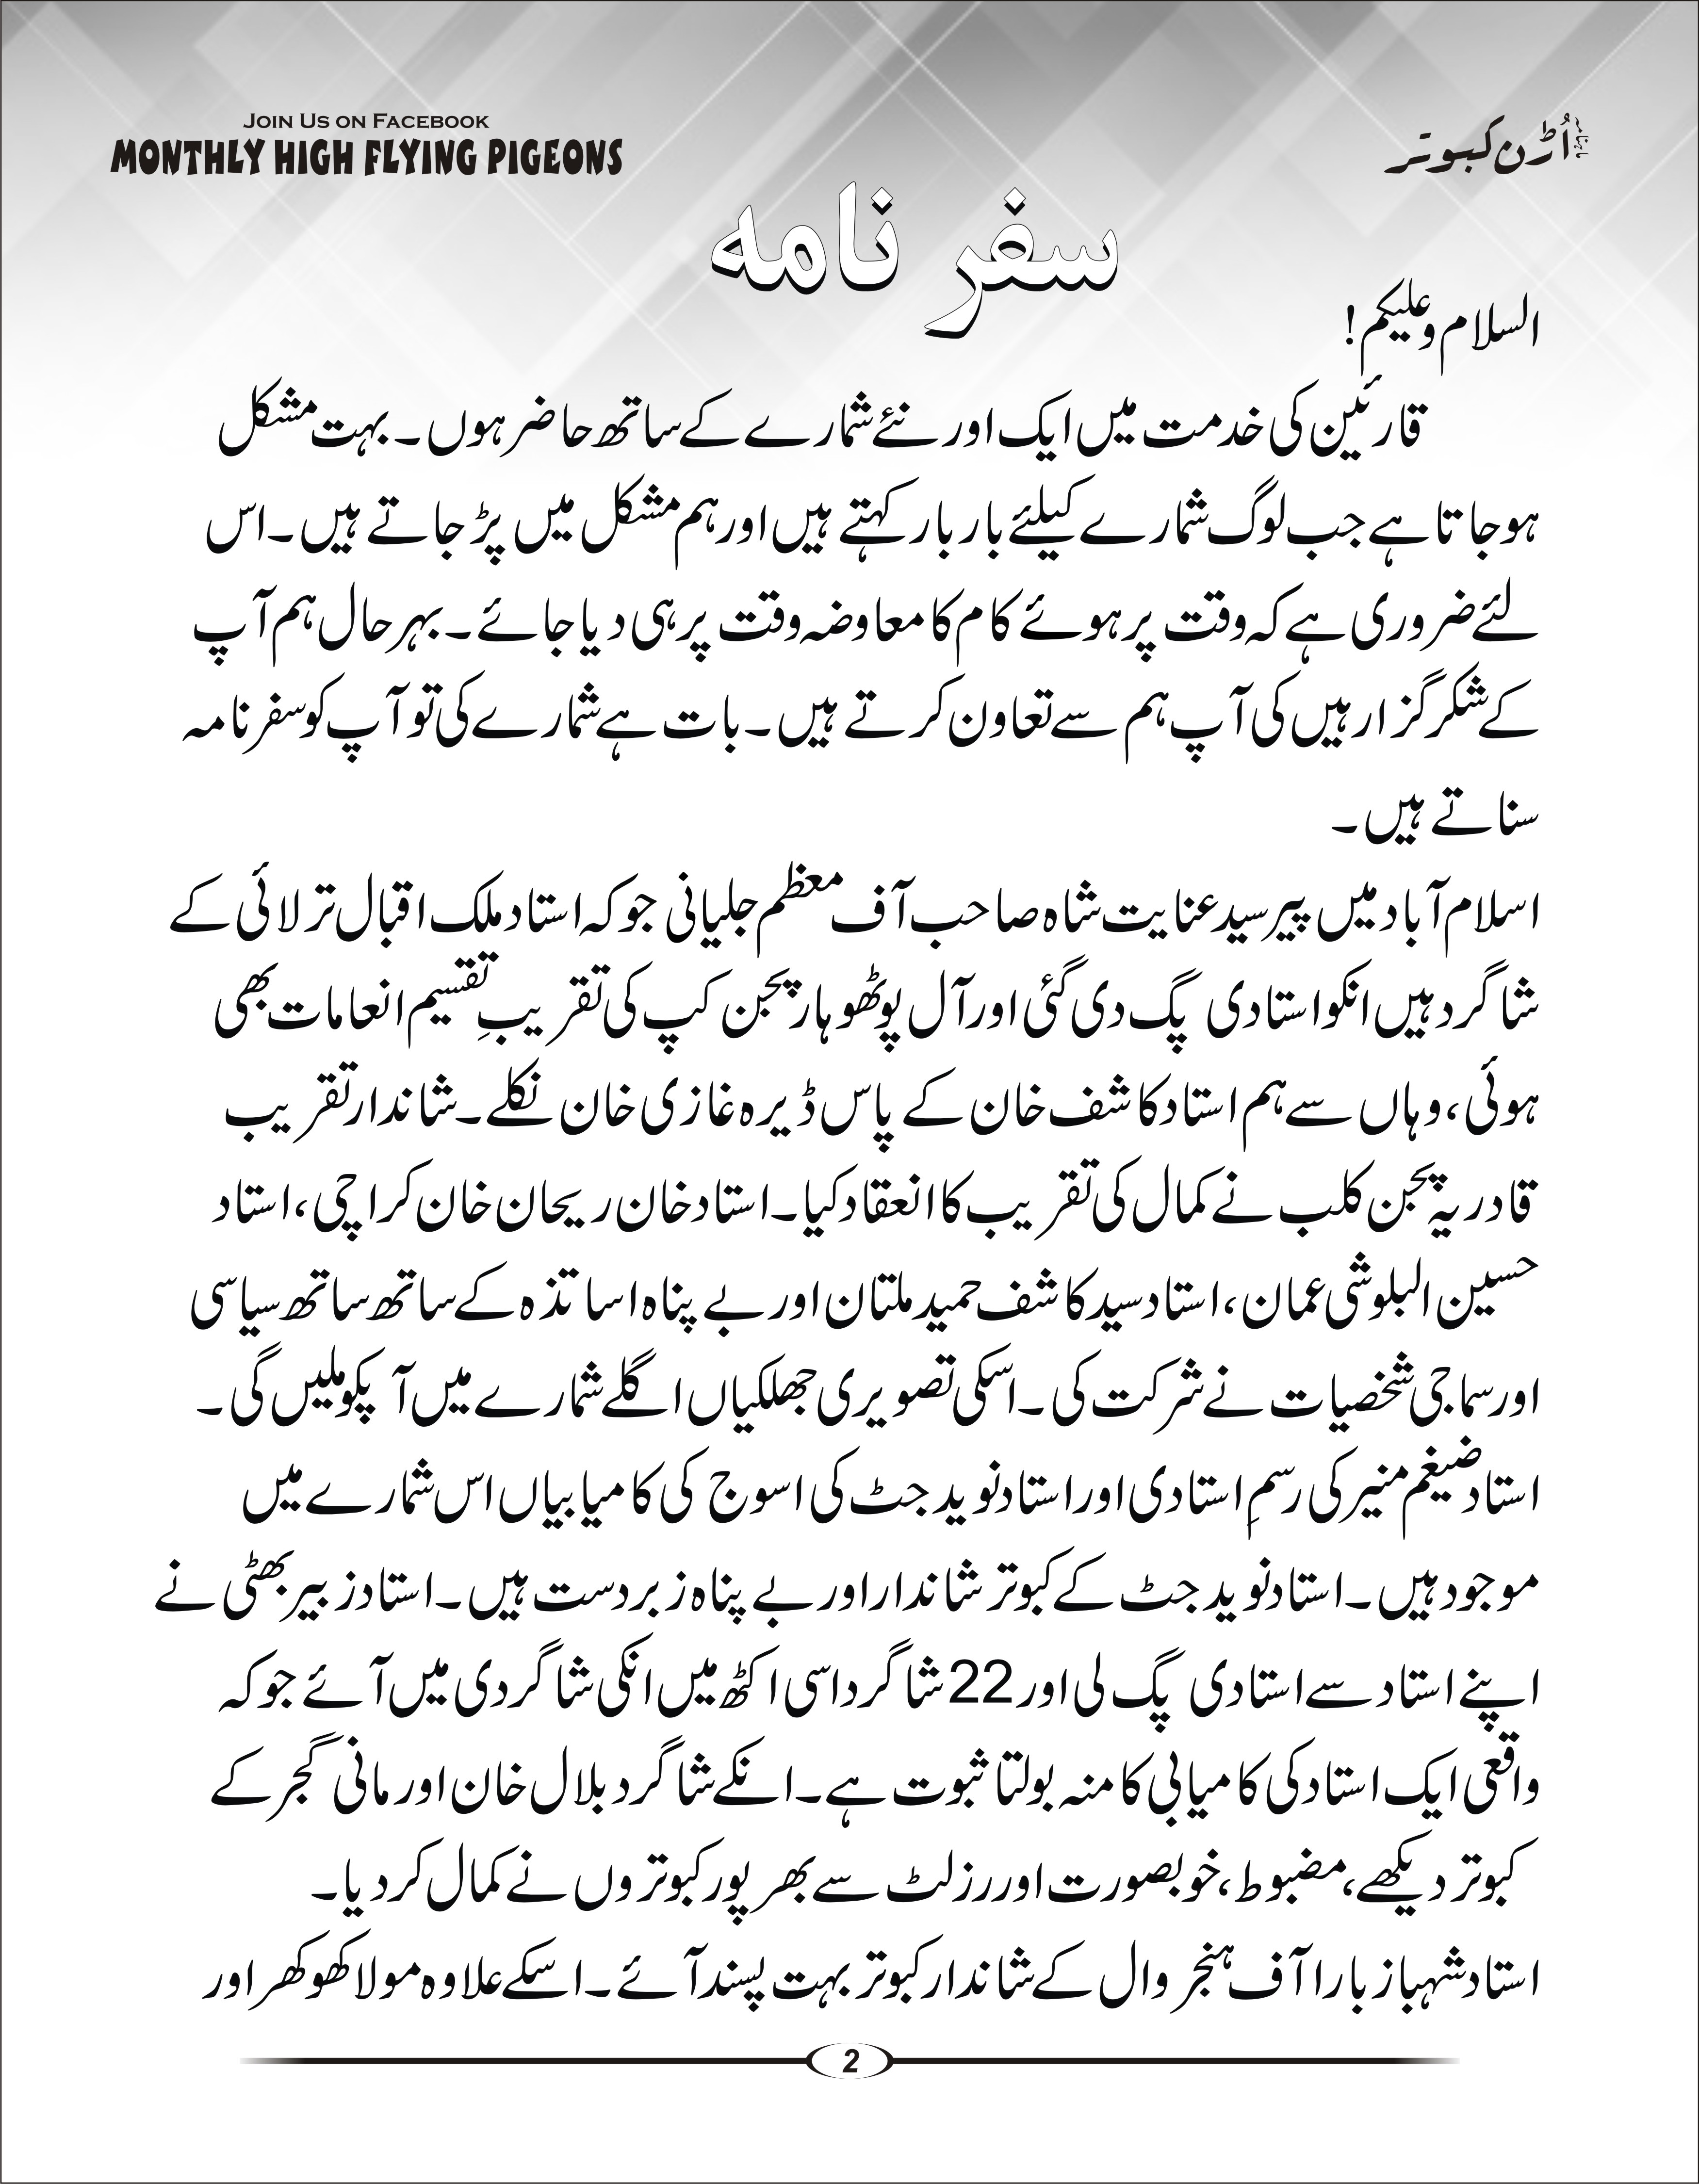 JOIN US ON FACEBOOK
MONTHLY HIGH FLYING PIGEONS
ماہنامہ اُڑن کبوتر
سفر نامہ
السلام وعلیکم!
قارئین کی خدمت میں ایک اور نئے شمارے کے ساتھ حاضر ہوں۔ بہت مشکل
ہوجاتا ہے جب لوگ شمارے کیلئے بار بار کہتے ہیں اور ہم مشکل میں پڑ جاتے ہیں۔ اس
لئے ضروری ہے کہ وقت پر ہوئے کام کا معاوضہ وقت پر ہی دیا جائے۔ بہر حال ہم آپ
کے شکر گزار ہیں کی آپ ہم سے تعاون کرتے ہیں۔ بات ہے شمارے کی تو آپ کو سفر نامہ
سناتے ہیں۔
اسلام آباد میں پیر سید عنایت شاہ صاحب آف معظم جلیانی جو کہ استاد ملک اقبال ترلائی کے
شاگرد ہیں انکو استادی پگ دی گئی اور آل پوٹھوہار پیجن کپ کی تقریبِ تقسیم انعامات بھی
ہوئی، وہاں سے ہم استاد کاشف خان کے پاس ڈیرہ غازی خان نکلے۔ شاندار تقریب
قادریہ پیجن کلب نے کمال کی تقریب کا انعقاد کیا۔ استاد خان ریحان خان کراچی، استاد
حسین البلوشی عمان، استاد سید کاشف حمید ملتان اور بے پناہ اساتذہ کے ساتھ ساتھ سیاسی
اور سماجی شخصیات نے شرکت کی۔ اسکی تصویری جھلکیاں اگلے شمارے میں آپکو ملیں گی۔
استاد ضیغم منیر کی رسمِ استادی اور استاد نوید جٹ کی اسوج کی کامیابیاں اس شمارے میں
موجود ہیں۔ استاد نوید جٹ کے کبوتر شاندار اور بے پناہ زبردست ہیں۔ استاد زبیر بھٹی نے
اپنے استاد سے استادی پگ لی اور 22 شاگرد اسی اکٹھ میں انکی شاگردی میں آئے جو کہ
واقعی ایک استاد کی کامیابی کا منہ بولتا ثبوت ہے۔ انکے شاگرد بلال خان اور مانی گجر کے
کبوتر دیکھے، مضبوط، خوبصورت اور رزلٹ سے بھرپور کبوتروں نے کمال کر دیا۔
استاد شہباز بارا آف ہنجر وال کے شاندار کبوتر بہت پسند آئے۔ اسکے علاوہ مولا کھوکھر اور
2